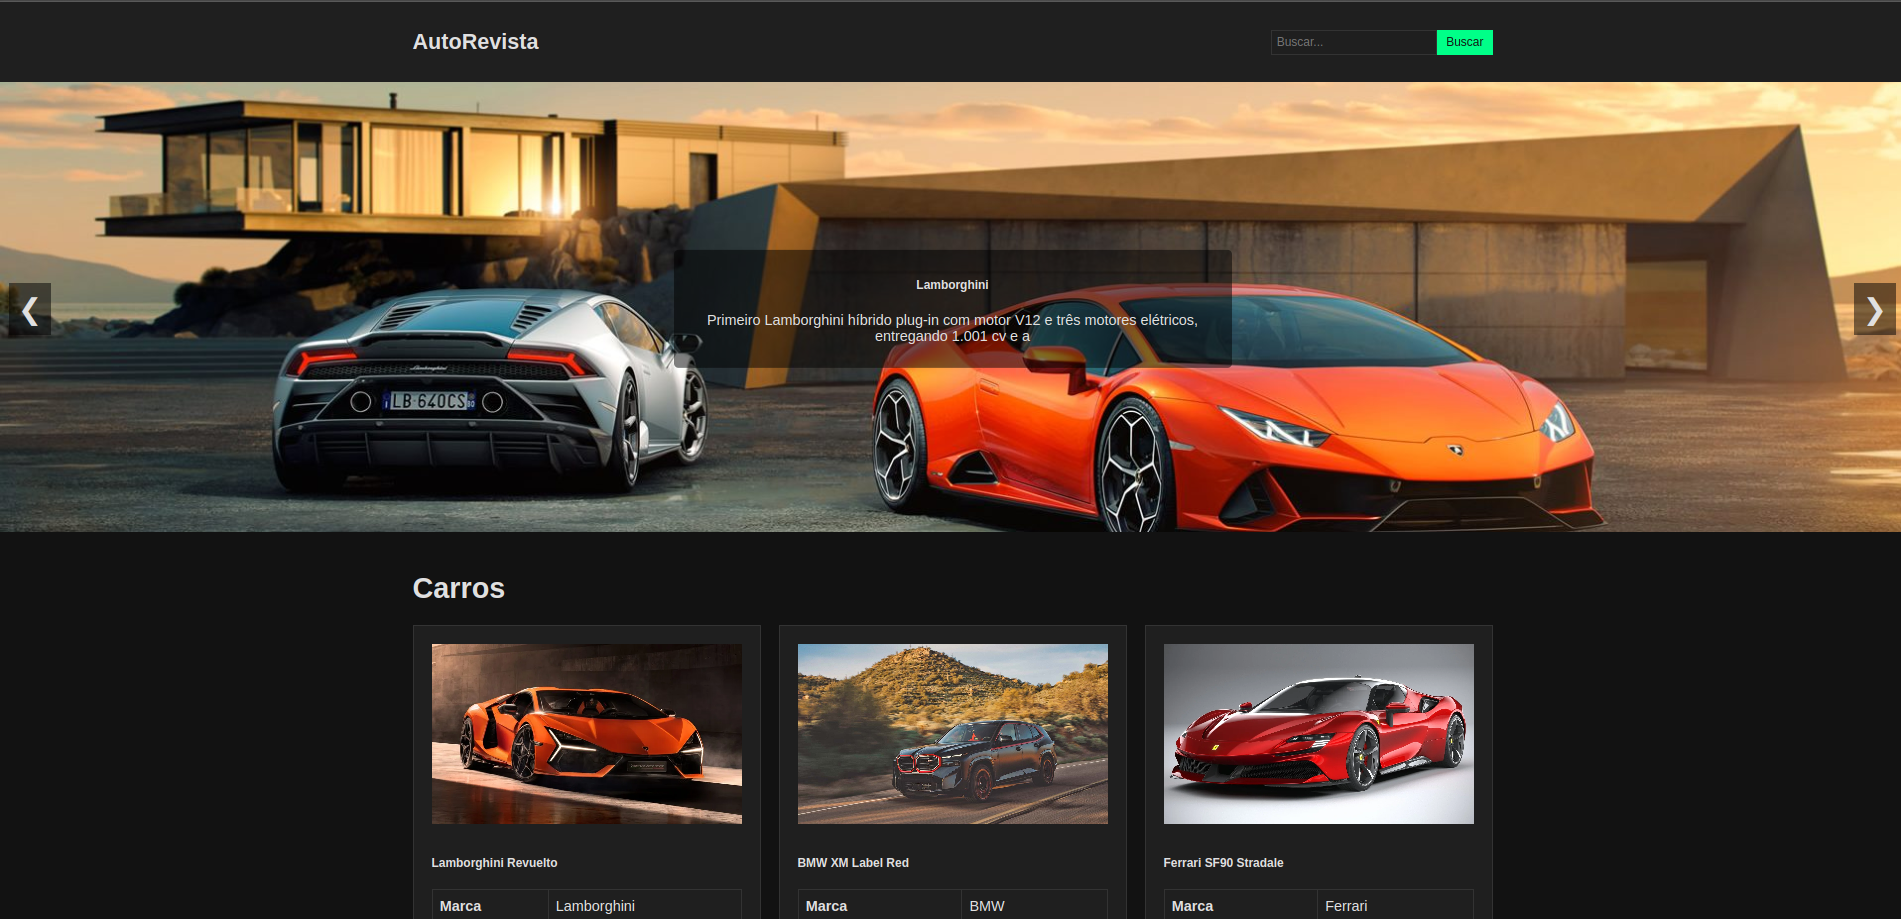 AutoRevista
Buscar...
Buscar
Lamborghini
Primeiro Lamborghini híbrido plug-in com motor V12 e três motores elétricos,
entregando 1.001 cv e a
LB 640CS
Carros
Lamborghini Revuelto
BMW XM Label Red
Ferrari SF90 Stradale
Marca
Lamborghini
Marca
BMW
Marca
Ferrari